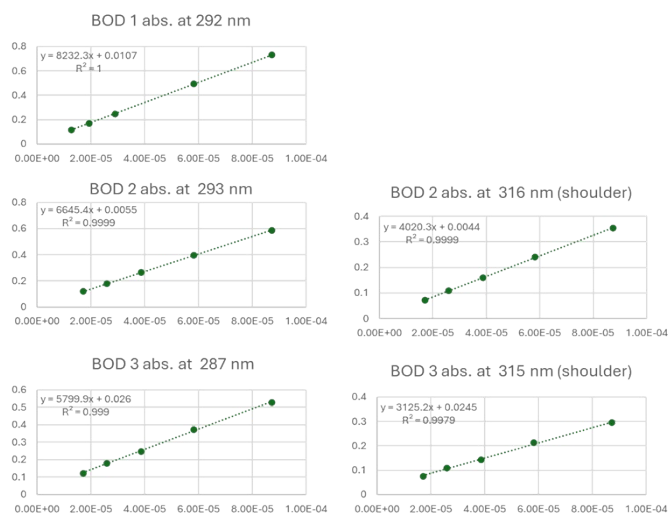 BOD 1 abs. at 292 nm
y = 8232.3x + 0.0107
R² = 1
0.8
0.6
0.4
0.2
0
0.00E+00 2.00E-05 4.00E-05 6.00E-05 8.00E-05 1.00E-04
BOD 2 abs. at 293 nm
y = 6645.4x + 0.0055
R² = 0.9999
0.8
0.6
0.4
0.2
0
0.00E+00 2.00E-05 4.00E-05 6.00E-05 8.00E-05 1.00E-04
BOD 2 abs. at 316 nm (shoulder)
y = 4020.3x + 0.0044
R² = 0.9999
0.4
0.3
0.2
0.1
0
0.00E+00 2.00E-05 4.00E-05 6.00E-05 8.00E-05 1.00E-04
BOD 3 abs. at 287 nm
y = 5799.9x + 0.026
R² = 0.999
0.6
0.5
0.4
0.3
0.2
0.1
0
0.00E+00 2.00E-05 4.00E-05 6.00E-05 8.00E-05 1.00E-04
BOD 3 abs. at 315 nm (shoulder)
y = 3125.2x + 0.0245
R² = 0.9979
0.4
0.3
0.2
0.1
0
0.00E+00 2.00E-05 4.00E-05 6.00E-05 8.00E-05 1.00E-04